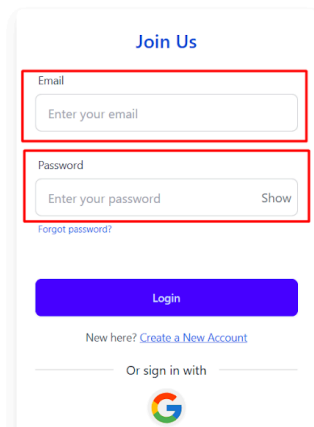 Join Us
Email
Enter your email
Password
Enter your password Show
Forgot password?
Login
New here? Create a New Account
Or sign in with